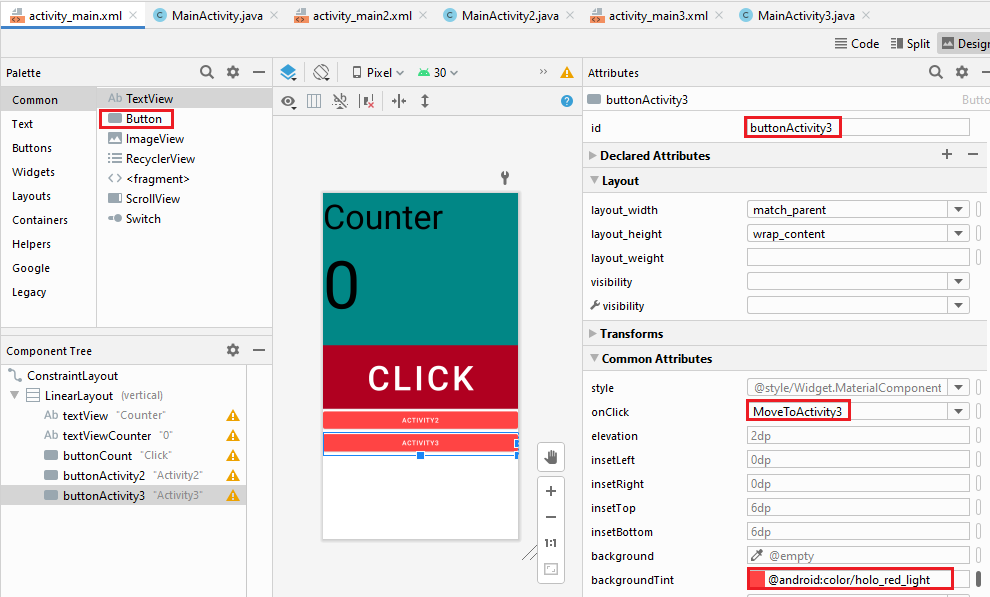 activity_main.xml MainActivity.java activity_main2.xml MainActivity2.java activity_main3.xml MainActivity3.java
Code Split Design
Palette
Pixel 30
Attributes
Common
Text
Buttons
Widgets
Layouts
Containers
Helpers
Google
Legacy
Ab TextView
Button
ImageView
RecyclerView
<fragment>
ScrollView
Switch
Component Tree
ConstraintLayout
LinearLayout (vertical)
Ab textView "Counter"
Ab textViewCounter "0"
buttonCount "Click"
buttonActivity2 "Activity2"
buttonActivity3 "Activity3"
Counter
0
CLICK
ACTIVITY2
ACTIVITY3
1:1
buttonActivity3 Butto
id buttonActivity3
Declared Attributes
Layout
layout_width match_parent
layout_height wrap_content
layout_weight
visibility
visibility
Transforms
Common Attributes
style @style/Widget.MaterialComponent
onClick MoveToActivity3
elevation 2dp
insetLeft 0dp
insetRight 0dp
insetTop 6dp
insetBottom 6dp
background @empty
backgroundTint @android:color/holo_red_light